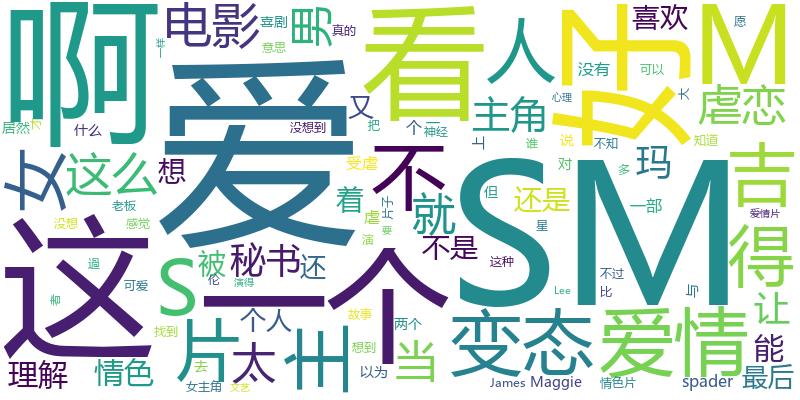 啊
电影
喜剧
意思
男
真的
一样
看
人
喜欢
好
M
愿
没有
可以
心理
大
虐恋
居然
为
什么
爱
没想到
又
把
个一
神经
主角
上
谁
说
不知
知道
女
这么
想
受虐
不
对
多
玛
吉
老板
着
虐
片子
就
但
还是
一部
爱情片
没想
感觉
演
要
不是
SM
星
这
過
可爱
S
被
秘书
还
这种
不过
比
与
得
者
伦
演得
一个
Lee
让
找到
个人
故事
两个
变态
爱情
能
理解
情色
片
去
太
主
想到
以为
当
女主角
文艺
James
Maggie
情色片
spader
最后